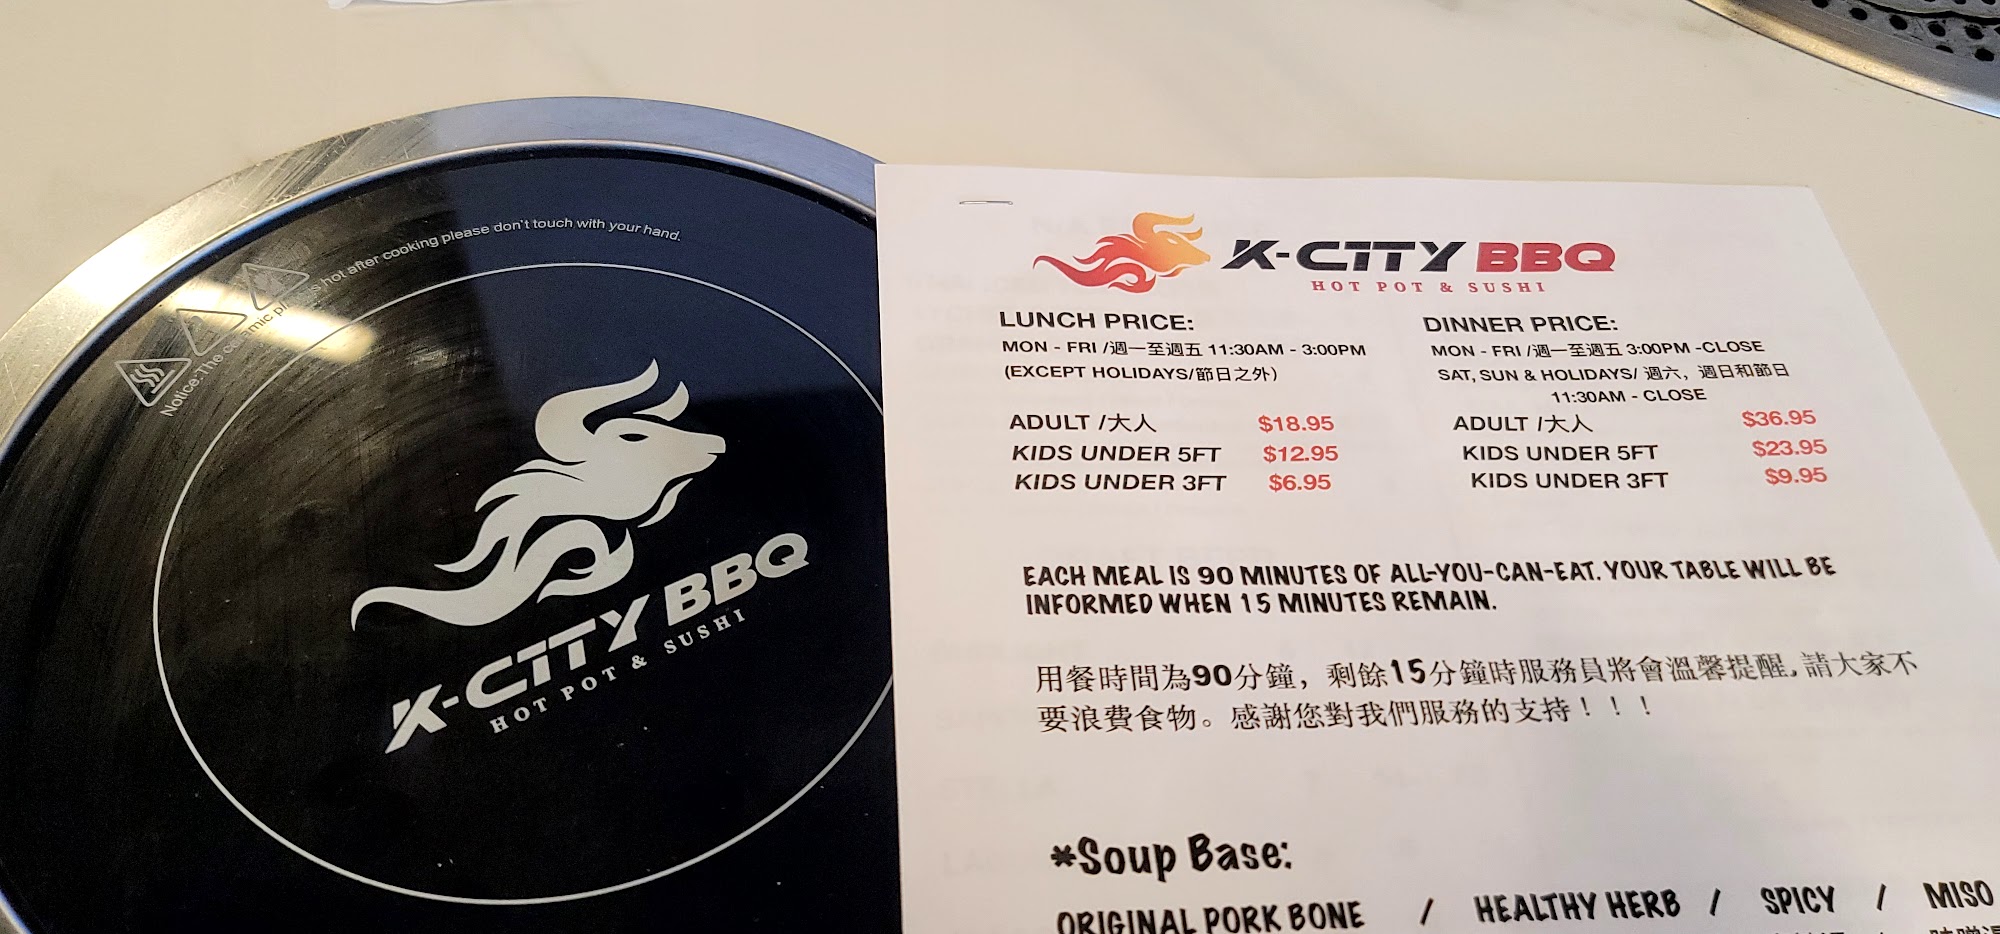 Notice:The ceramic plate is hot after cooking please don't touch with your hand.
K-CITY BBQ
HOT POT & SUSHI
K-CITY BBQ
HOT POT & SUSHI
LUNCH PRICE:
MON - FRI /週一至週五 11:30AM - 3:00PM
(EXCEPT HOLIDAYS/節日之外)
ADULT /大人 $18.95
KIDS UNDER 5FT $12.95
KIDS UNDER 3FT $6.95
DINNER PRICE:
MON - FRI /週一至週五 3:00PM -CLOSE
SAT, SUN & HOLIDAYS/ 週六, 週日和節日
11:30AM - CLOSE
ADULT /大人 $36.95
KIDS UNDER 5FT $23.95
KIDS UNDER 3FT $9.95
EACH MEAL IS 90 MINUTES OF ALL-YOU-CAN-EAT. YOUR TABLE WILL BE
INFORMED WHEN 15 MINUTES REMAIN.
用餐時間為90分鐘，剩餘15分鐘時服務員將會溫馨提醒, 請大家不
要浪費食物。感謝您對我們服務的支持！！！
*Soup Base:
ORIGINAL PORK BONE / HEALTHY HERB / SPICY / MISO